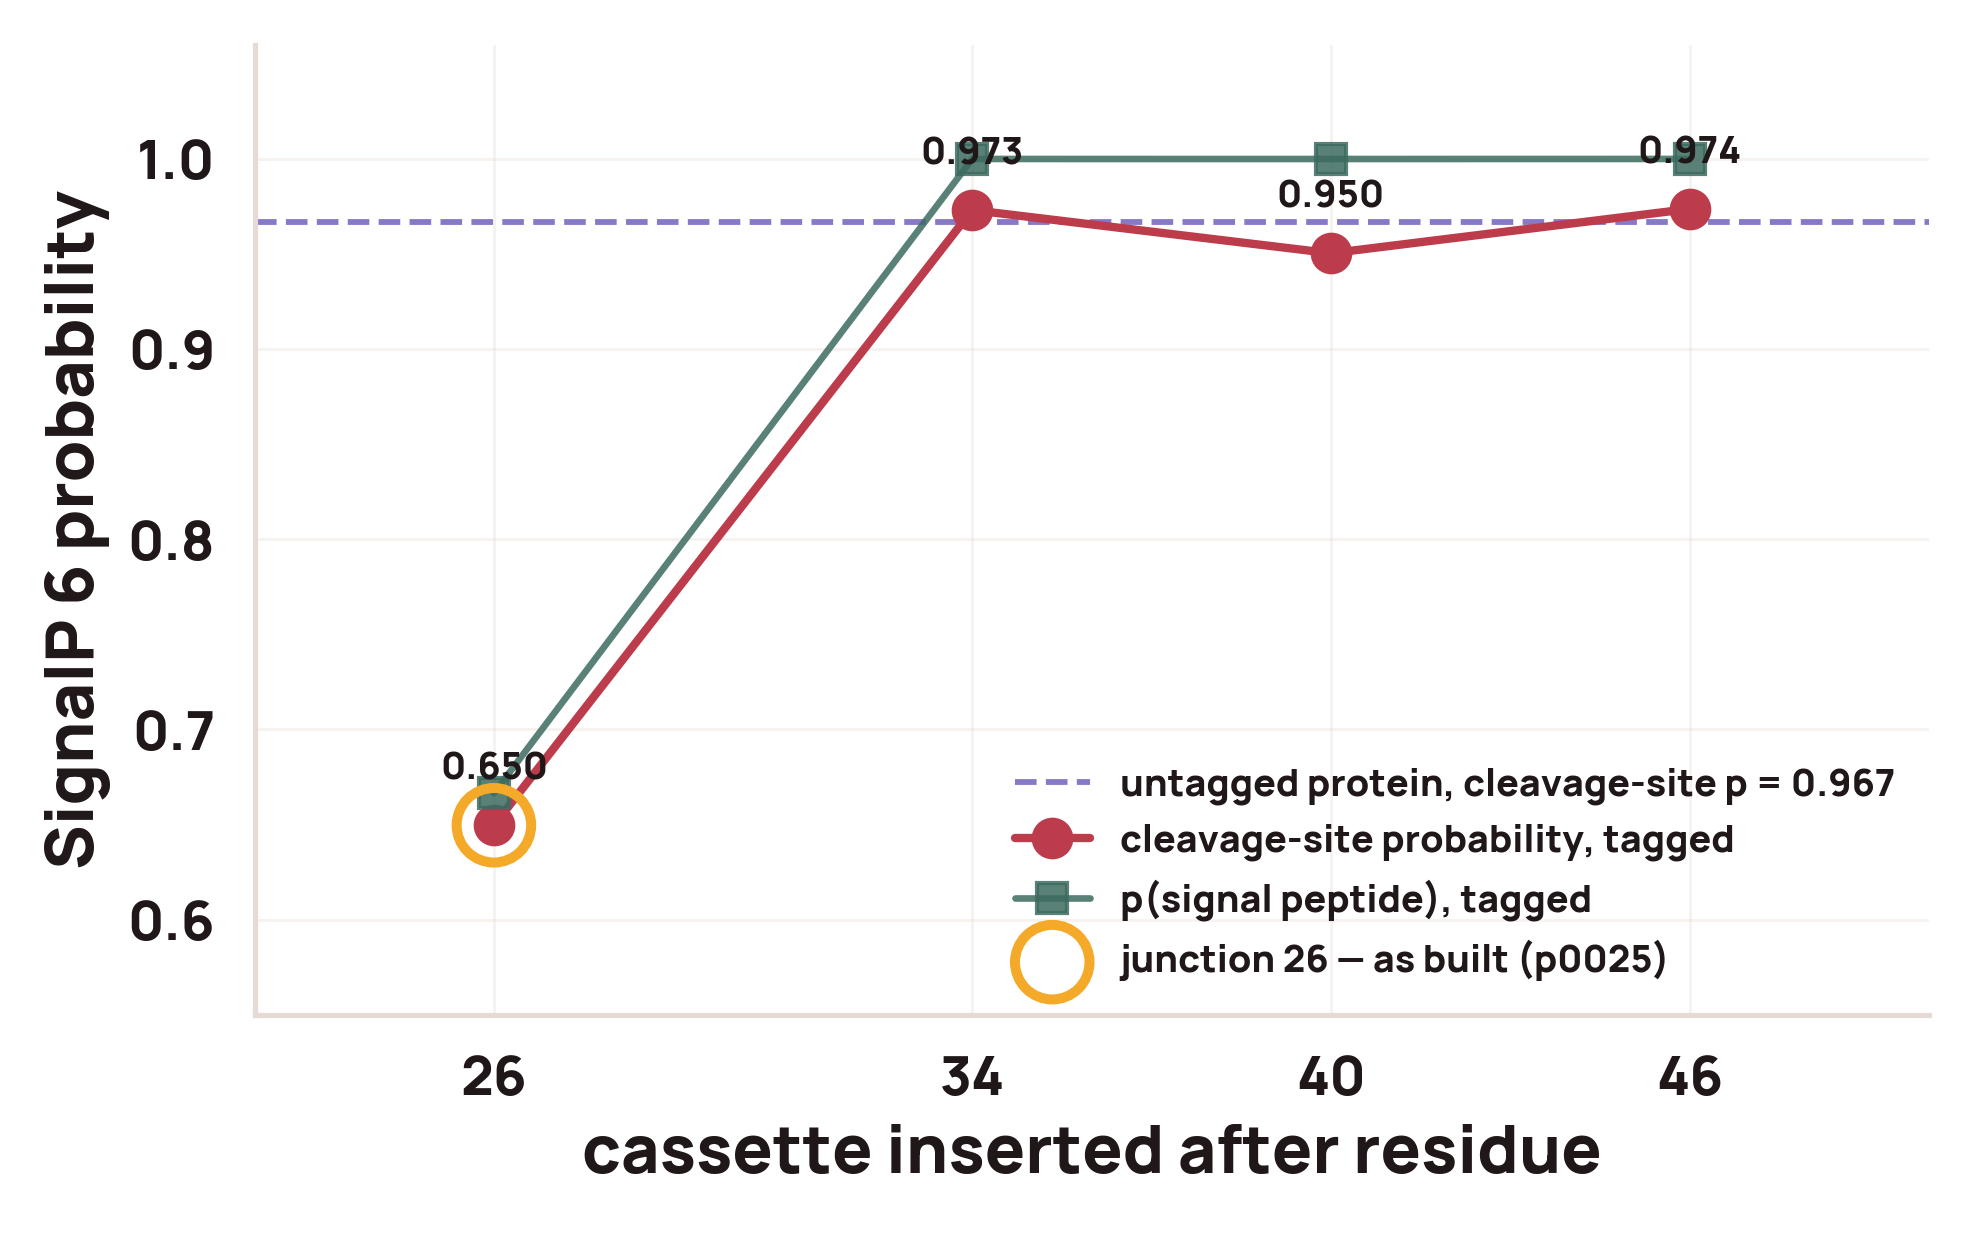 SignalP 6 probability
1.0
0.9
0.8
0.7
0.6
0.973
0.974
0.950
0.650
untagged protein, cleavage-site p = 0.967
cleavage-site probability, tagged
p(signal peptide), tagged
junction 26 — as built (p0025)
26
34
40
46
cassette inserted after residue